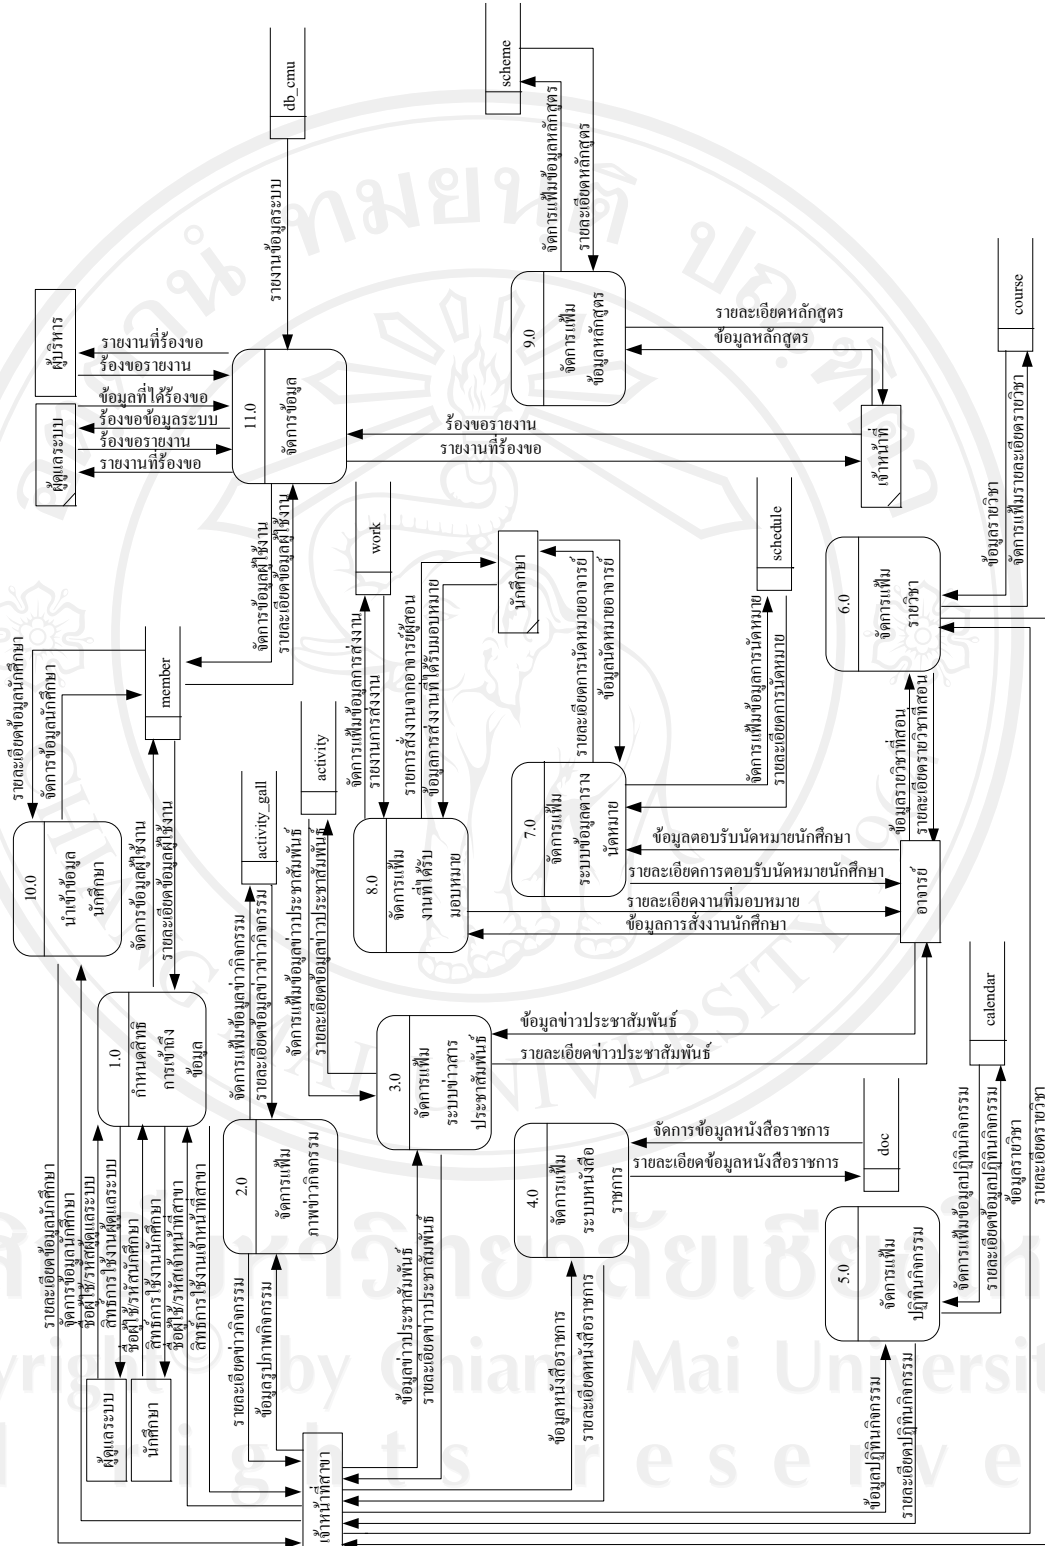 scheme
db_cmu
จัดการแฟ้มข้อมูลหลักสูตร
รายละเอียดหลักสูตร
รายงานข้อมูลระบบ
ผู้บริหาร
รายงานที่ร้องขอ
ร้องขอรายงาน
ผู้ดูแลระบบ
ข้อมูลที่ได้ร้องขอ
ร้องขอข้อมูลระบบ
ร้องขอรายงาน
รายงานที่ร้องขอ
11.0
จัดการข้อมูล
9.0
จัดการแฟ้ม
ข้อมูลหลักสูตร
รายละเอียดหลักสูตร
ข้อมูลหลักสูตร
course
ร้องขอรายงาน
รายงานที่ร้องขอ
เจ้าหน้าที่
ข้อมูลรายวิชา
จัดการแฟ้มรายละเอียดรายวิชา
จัดการข้อมูลผู้ใช้งาน
รายละเอียดข้อมูลผู้ใช้งาน
work
นักศึกษา
schedule
6.0
จัดการแฟ้ม
รายวิชา
รายละเอียดข้อมูลนักศึกษา
จัดการข้อมูลนักศึกษา
member
activity
จัดการแฟ้มข้อมูลการส่งงาน
รายงานการส่งงาน
รายการสั่งงานจากอาจารย์ผู้สอน
ข้อมูลการส่งงานที่ได้รับมอบหมาย
รายละเอียดการนัดหมายอาจารย์
ข้อมูลนัดหมายอาจารย์
จัดการแฟ้มข้อมูลการนัดหมาย
รายละเอียดการนัดหมาย
ข้อมูลรายวิชาที่สอน
รายละเอียดรายวิชาที่สอน
10.0
นำเข้าข้อมูล
นักศึกษา
จัดการข้อมูลผู้ใช้งาน
รายละเอียดข้อมูลผู้ใช้งาน
activity_gall
จัดการแฟ้มข้อมูลข่าวประชาสัมพันธ์
รายละเอียดข้อมูลข่าวประชาสัมพันธ์
8.0
จัดการแฟ้ม
งานที่ได้รับ
มอบหมาย
7.0
จัดการแฟ้ม
ระบบข้อมูลตาราง
นัดหมาย
ข้อมูลตอบรับนัดหมายนักศึกษา
รายละเอียดการตอบรับนัดหมายนักศึกษา
รายละเอียดงานที่มอบหมาย
ข้อมูลการสั่งงานนักศึกษา
อาจารย์
1.0
กำหนดสิทธิ
การเข้าถึง
ข้อมูล
จัดการแฟ้มข้อมูลข่าวกิจกรรม
รายละเอียดข้อมูลข่าวข่าวกิจกรรม
3.0
จัดการแฟ้ม
ระบบข่าวสาร
ประชาสัมพันธ์
ข้อมูลข่าวประชาสัมพันธ์
รายละเอียดข่าวประชาสัมพันธ์
calendar
2.0
จัดการแฟ้ม
ภาพข่าวกิจกรรม
4.0
จัดการแฟ้ม
ระบบหนังสือ
ราชการ
จัดการข้อมูลหนังสือราชการ
รายละเอียดข้อมูลหนังสือราชการ
doc
5.0
จัดการแฟ้ม
ปฏิทินกิจกรรม
จัดการแฟ้มข้อมูลปฏิทินกิจกรรม
รายละเอียดข้อมูลปฏิทินกิจกรรม
ข้อมูลรายวิชา
รายละเอียดรายวิชา
รายละเอียดข้อมูลนักศึกษา
จัดการข้อมูลนักศึกษา
ชื่อผู้ใช้/รหัสผู้ดูแลระบบ
สิทธิ์การใช้งานผู้ดูแลระบบ
ชื่อผู้ใช้/รหัสนักศึกษา
สิทธิ์การใช้งานนักศึกษา
ชื่อผู้ใช้/รหัสเจ้าหน้าที่สาขา
สิทธิ์การใช้งานเจ้าหน้าที่สาขา
รายละเอียดข่าวกิจกรรม
ข้อมูลรูปภาพกิจกรรม
ข้อมูลข่าวประชาสัมพันธ์
รายละเอียดข่าวประชาสัมพันธ์
ข้อมูลหนังสือราชการ
รายละเอียดหนังสือราชการ
ข้อมูลปฏิทินกิจกรรม
รายละเอียดปฏิทินกิจกรรม
ผู้ดูแลระบบ
นักศึกษา
เจ้าหน้าที่สาขา
by Chiang Mai Universit
rights reserve